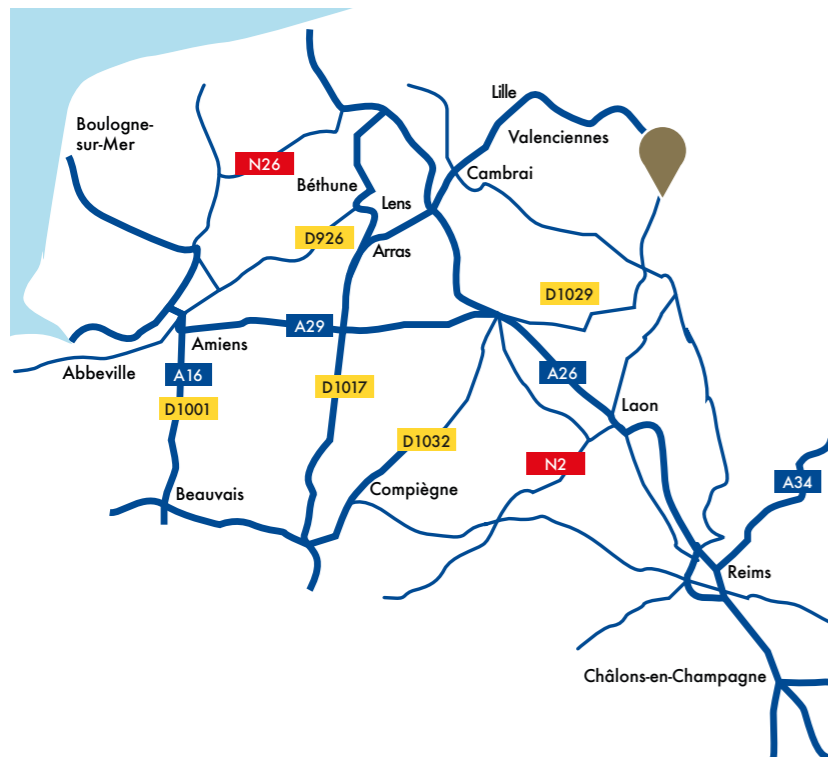 Lille
Boulogne-
sur-Mer
Valenciennes
N26
Cambrai
Béthune
Lens
D926
Arras
D1029
A29
Amiens
Abbeville
A16
A26
D1017
D1001
Laon
D1032
N2
A34
Beauvais
Compiègne
Reims
Châlons-en-Champagne